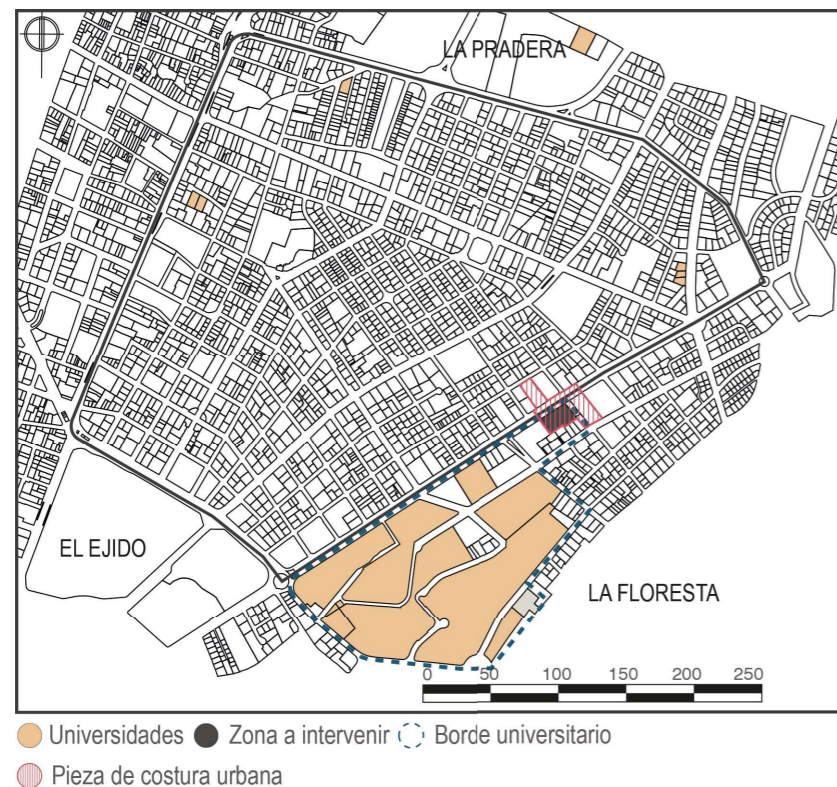 LA PRADERA
EL EJIDO
LA FLORESTA
0 50 100 150 200 250
Universidades Zona a intervenir Borde universitario
Pieza de costura urbana